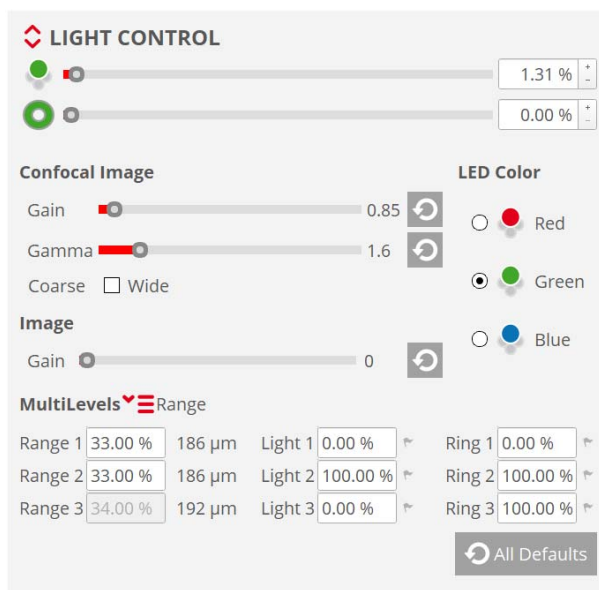 LIGHT CONTROL
1.31 % + -
0.00 % + -
Confocal Image
LED Color
Gain 0.85
Red
Gamma 1.6
Coarse Wide
Green
Image
Gain 0
Blue
MultiLevels Range
Range 1 33.00 % 186 µm Light 1 0.00 % Ring 1 0.00 %
Range 2 33.00 % 186 µm Light 2 100.00 % Ring 2 100.00 %
Range 3 34.00 % 192 µm Light 3 0.00 % Ring 3 100.00 %
All Defaults